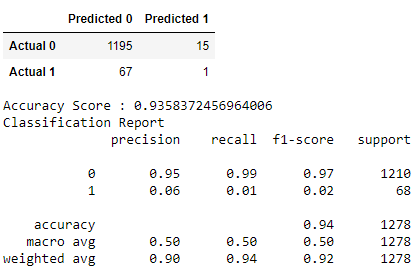 Predicted 0 Predicted 1
Actual 0 1195 15
Actual 1 67 1
Accuracy Score : 0.9358372456964006
Classification Report
precision recall f1-score support
0 0.95 0.99 0.97 1210
1 0.06 0.01 0.02 68
accuracy 0.94 1278
macro avg 0.50 0.50 0.50 1278
weighted avg 0.90 0.94 0.92 1278